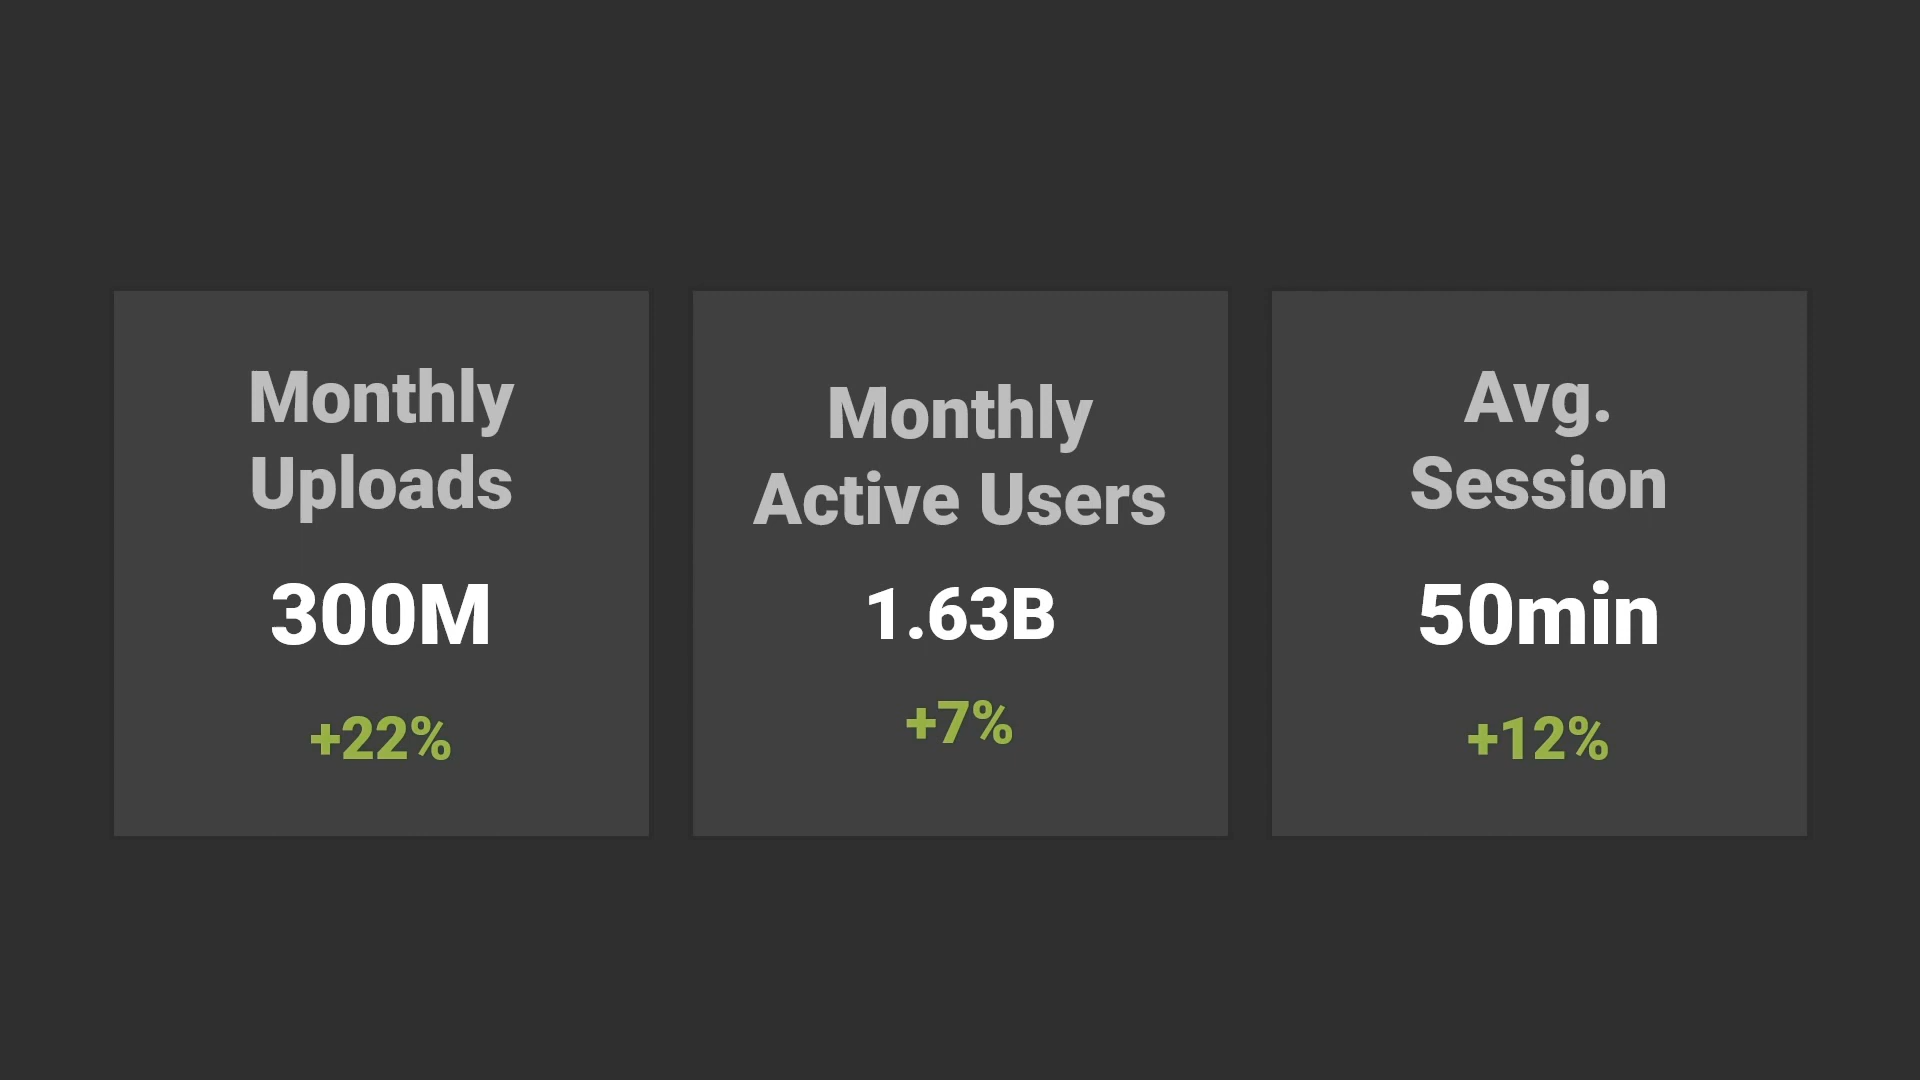 Monthly
Uploads
300M
+22%
Monthly
Active Users
1.63B
+7%
Avg.
Session
50min
+12%